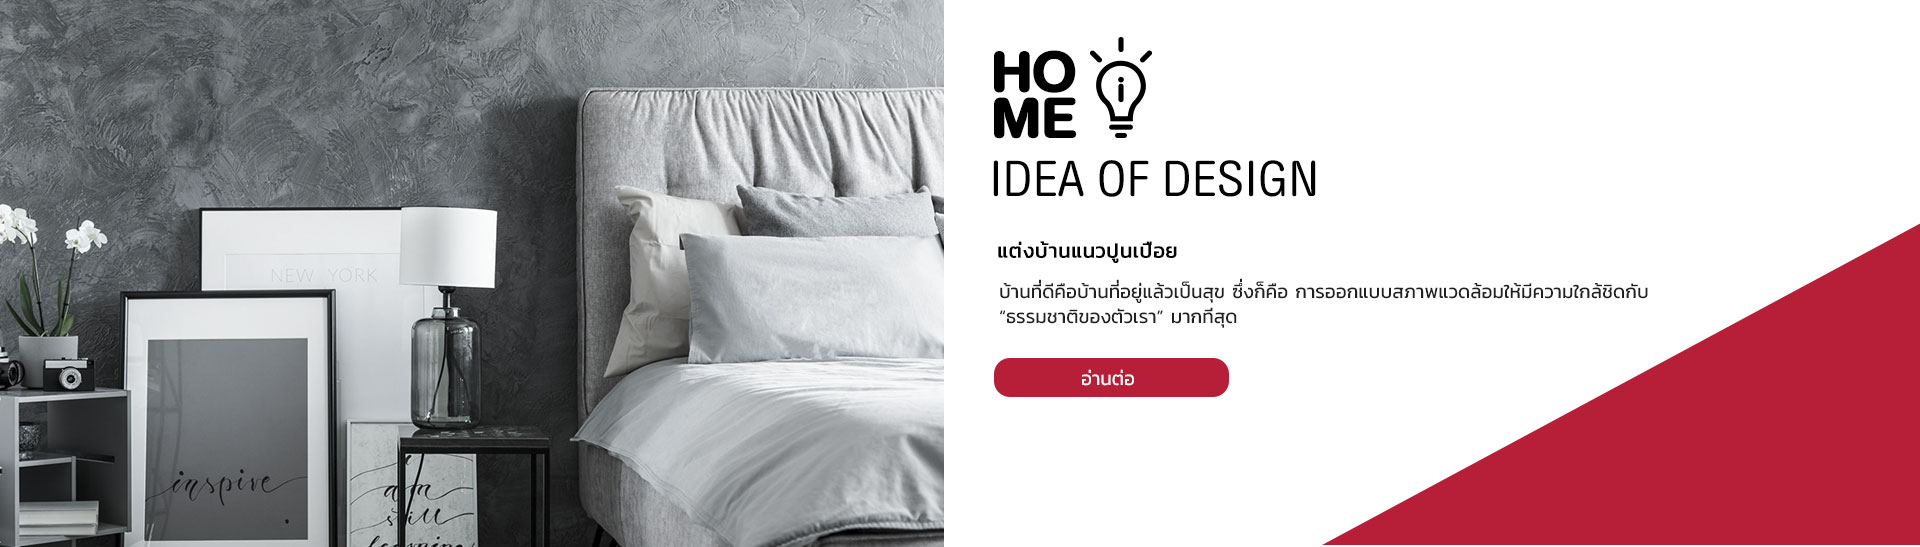 HO
ME
i
IDEA OF DESIGN
แต่งบ้านแนวปูนเปือย
บ้านที่ดีคือบ้านที่อยู่แล้วเป็นสุข ซึ่งก็คือ การออกแบบสภาพแวดล้อมให้มีความใกล้ชิดกับ
“ธรรมชาติของตัวเรา” มากที่สุด
อ่านต่อ
NEW YORK
inspire.
a m
still
learning